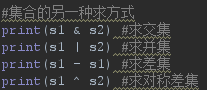 #集合的另一种求方式
print(s1 & s2) #求交集
print(s1 | s2) #求并集
print(s1 - s1) #求差集
print(s1 ^ s2) #求对称差集